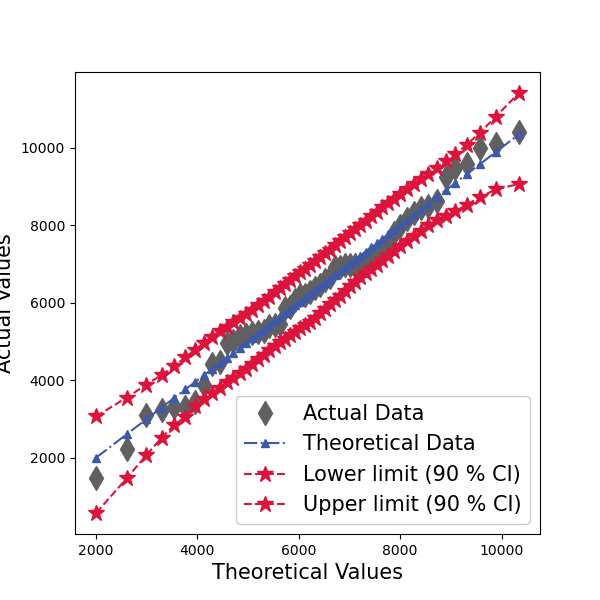 10000
8000
6000
4000
2000
Actual Values
Actual Data
Theoretical Data
Lower limit (90 % CI)
Upper limit (90 % CI)
2000 4000 6000 8000 10000
Theoretical Values